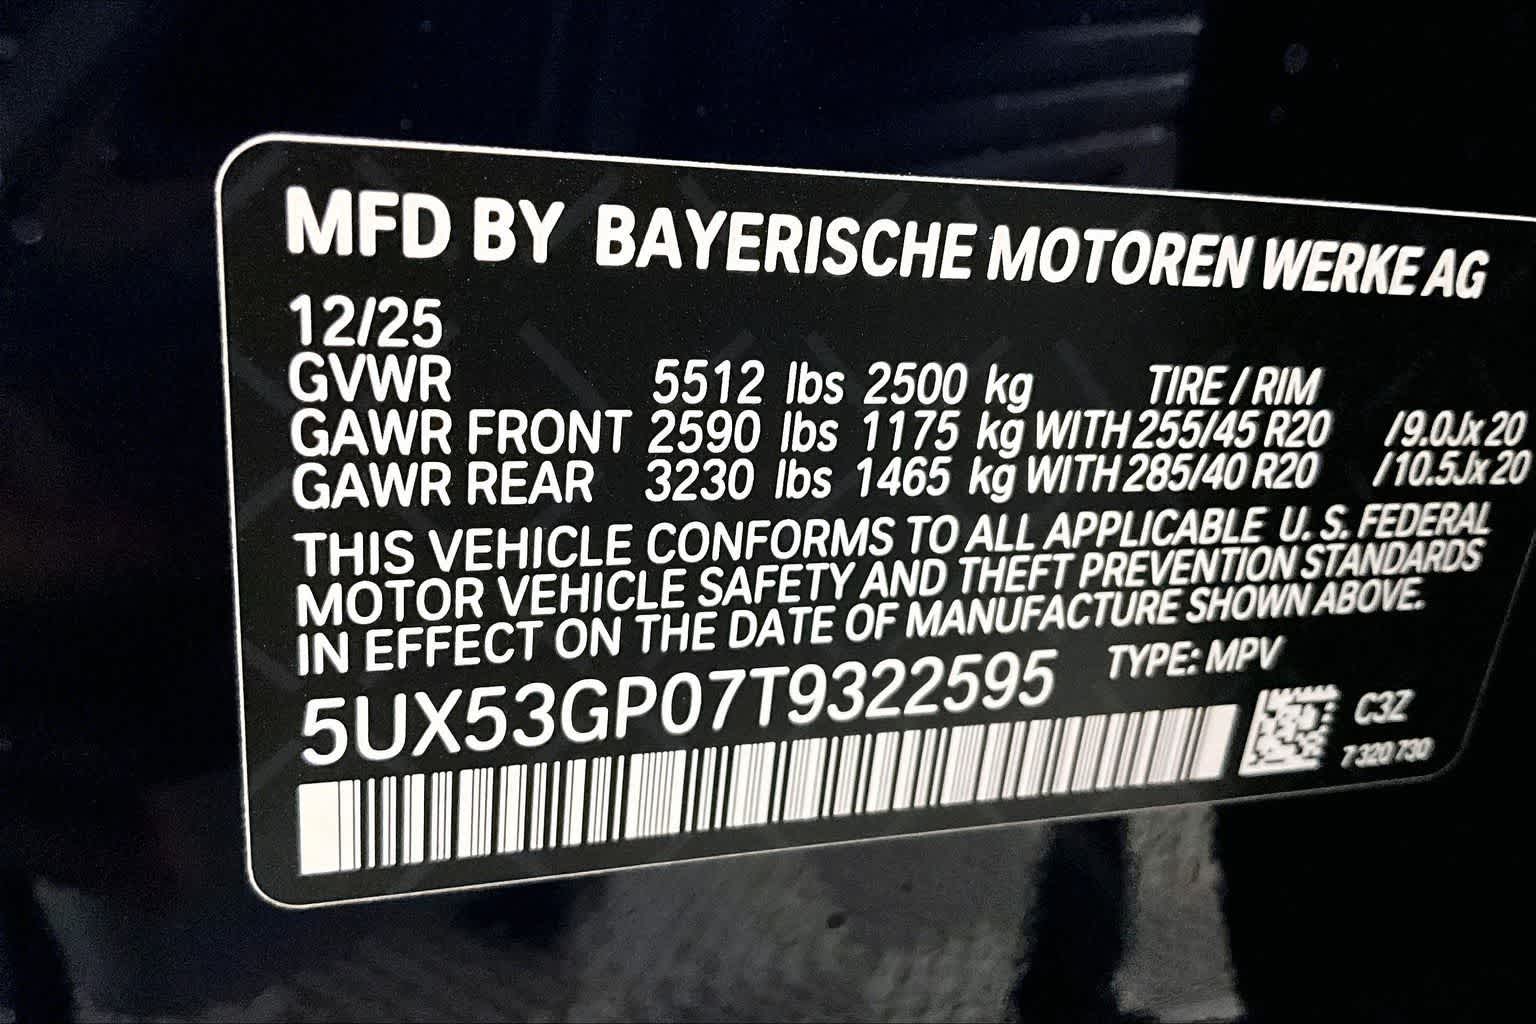 MFD BY BAYERISCHE MOTOREN WERKE AG
12/25
GVWR 5512 lbs 2500 kg TIRE / RIM
GAWR FRONT 2590 lbs 1175 kg WITH 255/45 R20 /9.0Jx20
GAWR REAR 3230 lbs 1465 kg WITH 285/40 R20 /10.5Jx20
THIS VEHICLE CONFORMS TO ALL APPLICABLE U. S. FEDERAL
MOTOR VEHICLE SAFETY AND THEFT PREVENTION STANDARDS
IN EFFECT ON THE DATE OF MANUFACTURE SHOWN ABOVE.
5UX53GP07T9322595 TYPE: MPV
C3Z
7 320 730